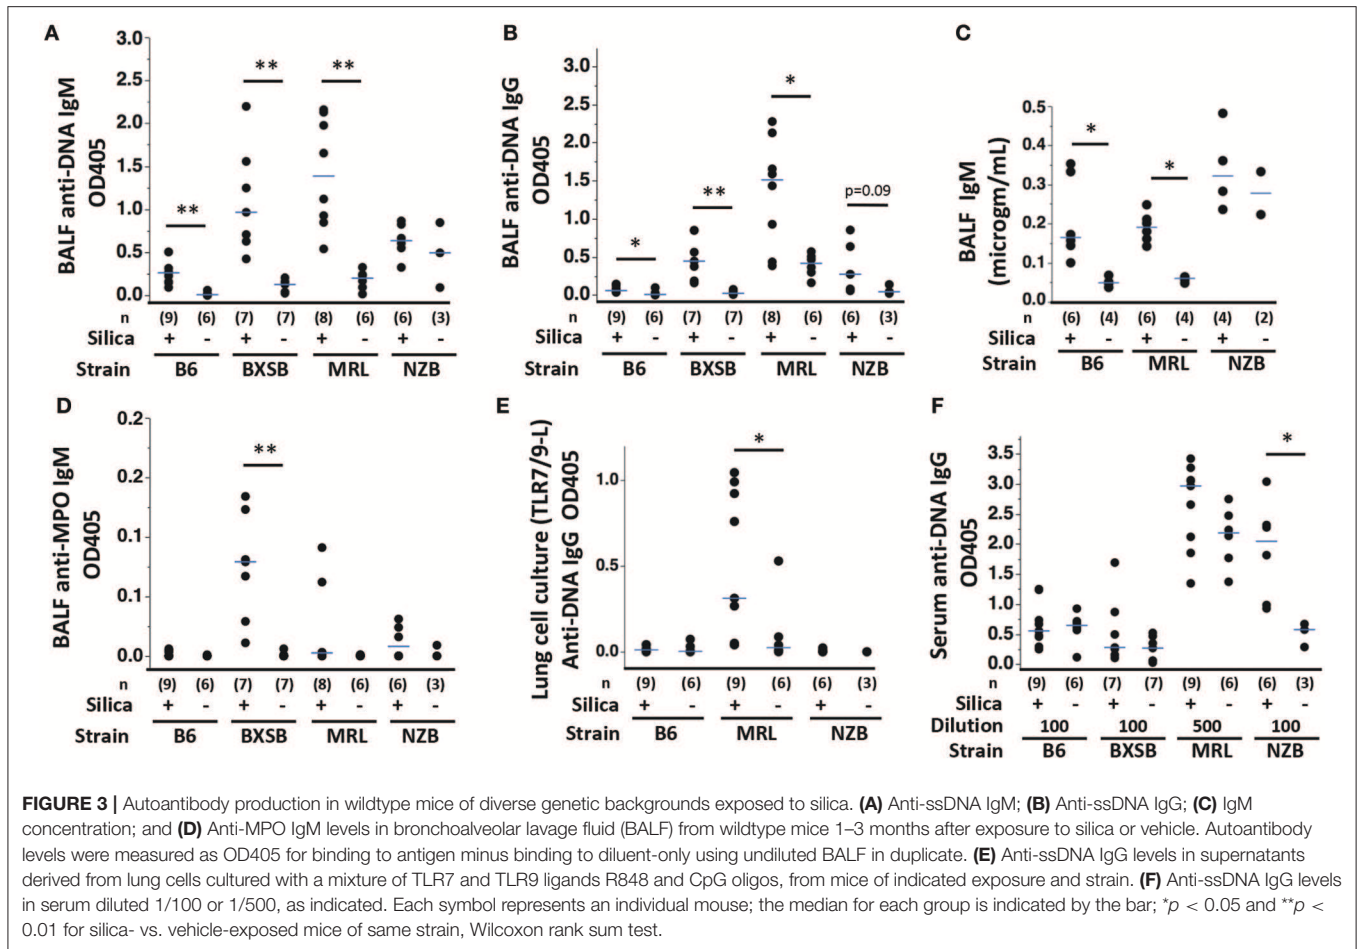 A
BALF anti-DNA IgM
OD405
3.0
2.5
2.0
1.5
1.0
0.5
0.0
**
**
**
n (9) (6) (7) (7) (8) (6) (6) (3)
Silica + - + - + - + -
Strain B6 BXSB MRL NZB
B
BALF anti-DNA IgG
OD405
3.0
2.5
2.0
1.5
1.0
0.5
0.0
*
**
*
p=0.09
n (9) (6) (7) (7) (8) (6) (6) (3)
Silica + - + - + - + -
Strain B6 BXSB MRL NZB
C
BALF IgM
(microgm/mL)
0.5
0.4
0.3
0.2
0.1
0.0
*
*
n (6) (4) (6) (4) (4) (2)
Silica + - + - + -
Strain B6 MRL NZB
D
BALF anti-MPO IgM
OD405
0.2
0.2
0.1
0.1
0.0
**
n (9) (6) (7) (7) (8) (6) (6) (3)
Silica + - + - + - + -
Strain B6 BXSB MRL NZB
E
Lung cell culture (TLR7/9-L)
Anti-DNA IgG OD405
1.0
0.5
0.0
*
n (9) (6) (9) (6) (6) (3)
Silica + - + - + -
Strain B6 MRL NZB
F
Serum anti-DNA IgG
OD405
3.5
3.0
2.5
2.0
1.5
1.0
0.5
0.0
*
n (9) (6) (7) (7) (9) (6) (6) (3)
Silica + - + - + - + -
Dilution 100 100 500 100
Strain B6 BXSB MRL NZB
FIGURE 3 | Autoantibody production in wildtype mice of diverse genetic backgrounds exposed to silica. (A) Anti-ssDNA IgM; (B) Anti-ssDNA IgG; (C) IgM
concentration; and (D) Anti-MPO IgM levels in bronchoalveolar lavage fluid (BALF) from wildtype mice 1–3 months after exposure to silica or vehicle. Autoantibody
levels were measured as OD405 for binding to antigen minus binding to diluent-only using undiluted BALF in duplicate. (E) Anti-ssDNA IgG levels in supernatants
derived from lung cells cultured with a mixture of TLR7 and TLR9 ligands R848 and CpG oligos, from mice of indicated exposure and strain. (F) Anti-ssDNA IgG levels
in serum diluted 1/100 or 1/500, as indicated. Each symbol represents an individual mouse; the median for each group is indicated by the bar; *p < 0.05 and **p <
0.01 for silica- vs. vehicle-exposed mice of same strain, Wilcoxon rank sum test.